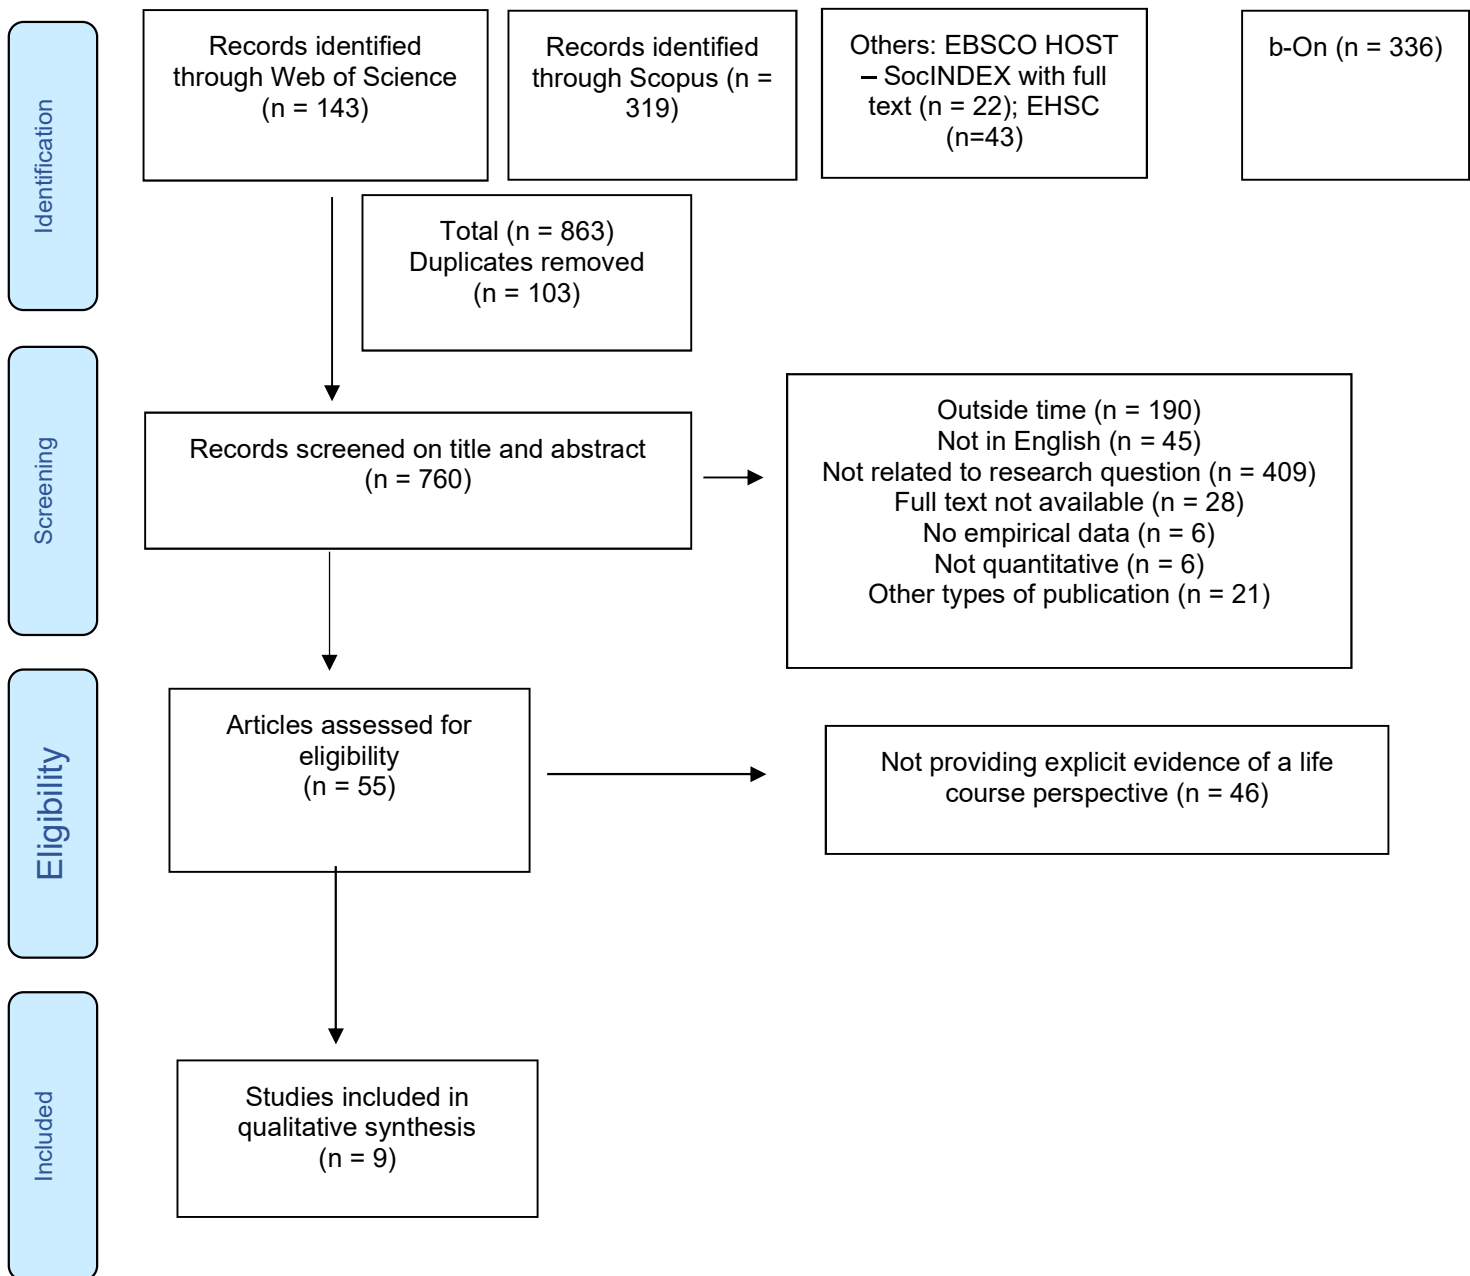 Identification
Records identified
through Web of Science
(n = 143)
Records identified
through Scopus (n =
319)
Others: EBSCO HOST
– SocINDEX with full
text (n = 22); EHSC
(n=43)
b-On (n = 336)
Total (n = 863)
Duplicates removed
(n = 103)
Screening
Records screened on title and abstract
(n = 760)
Outside time (n = 190)
Not in English (n = 45)
Not related to research question (n = 409)
Full text not available (n = 28)
No empirical data (n = 6)
Not quantitative (n = 6)
Other types of publication (n = 21)
Eligibility
Articles assessed for
eligibility
(n = 55)
Not providing explicit evidence of a life
course perspective (n = 46)
Included
Studies included in
qualitative synthesis
(n = 9)